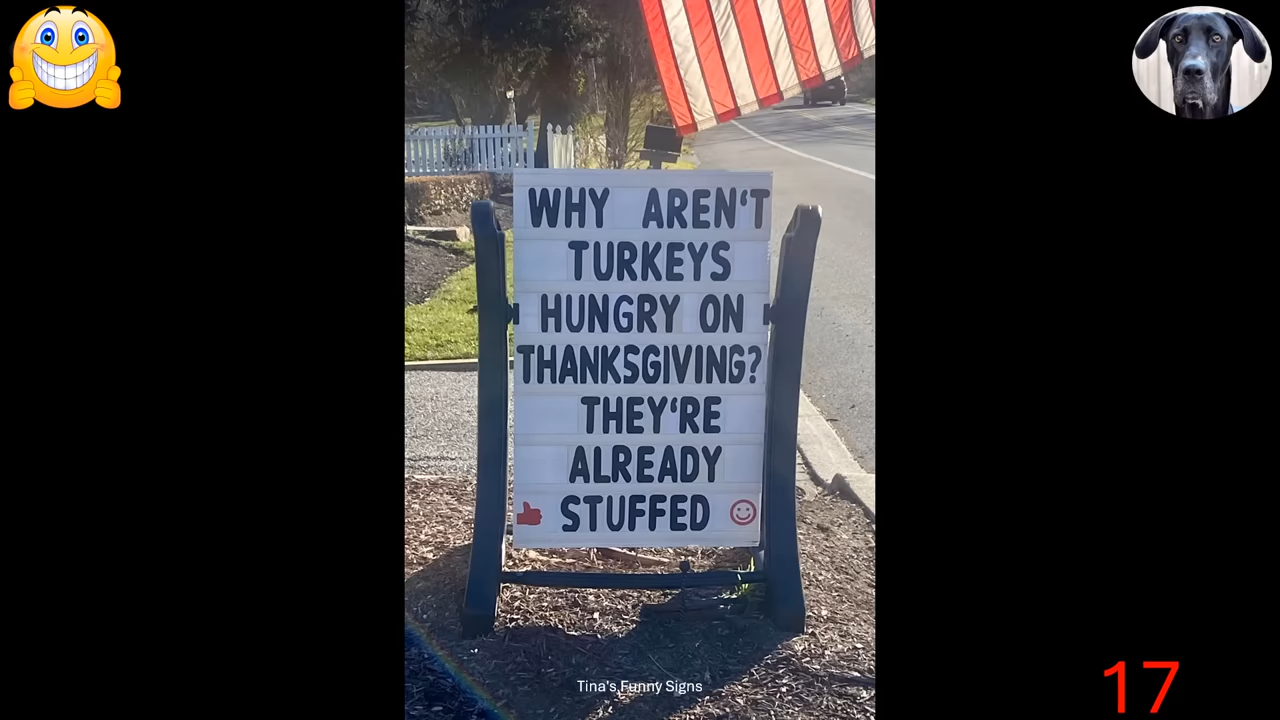 WHY AREN'T
TURKEYS
HUNGRY ON
THANKSGIVING?
THEY'RE
ALREADY
STUFFED
Tina's Funny Signs
17